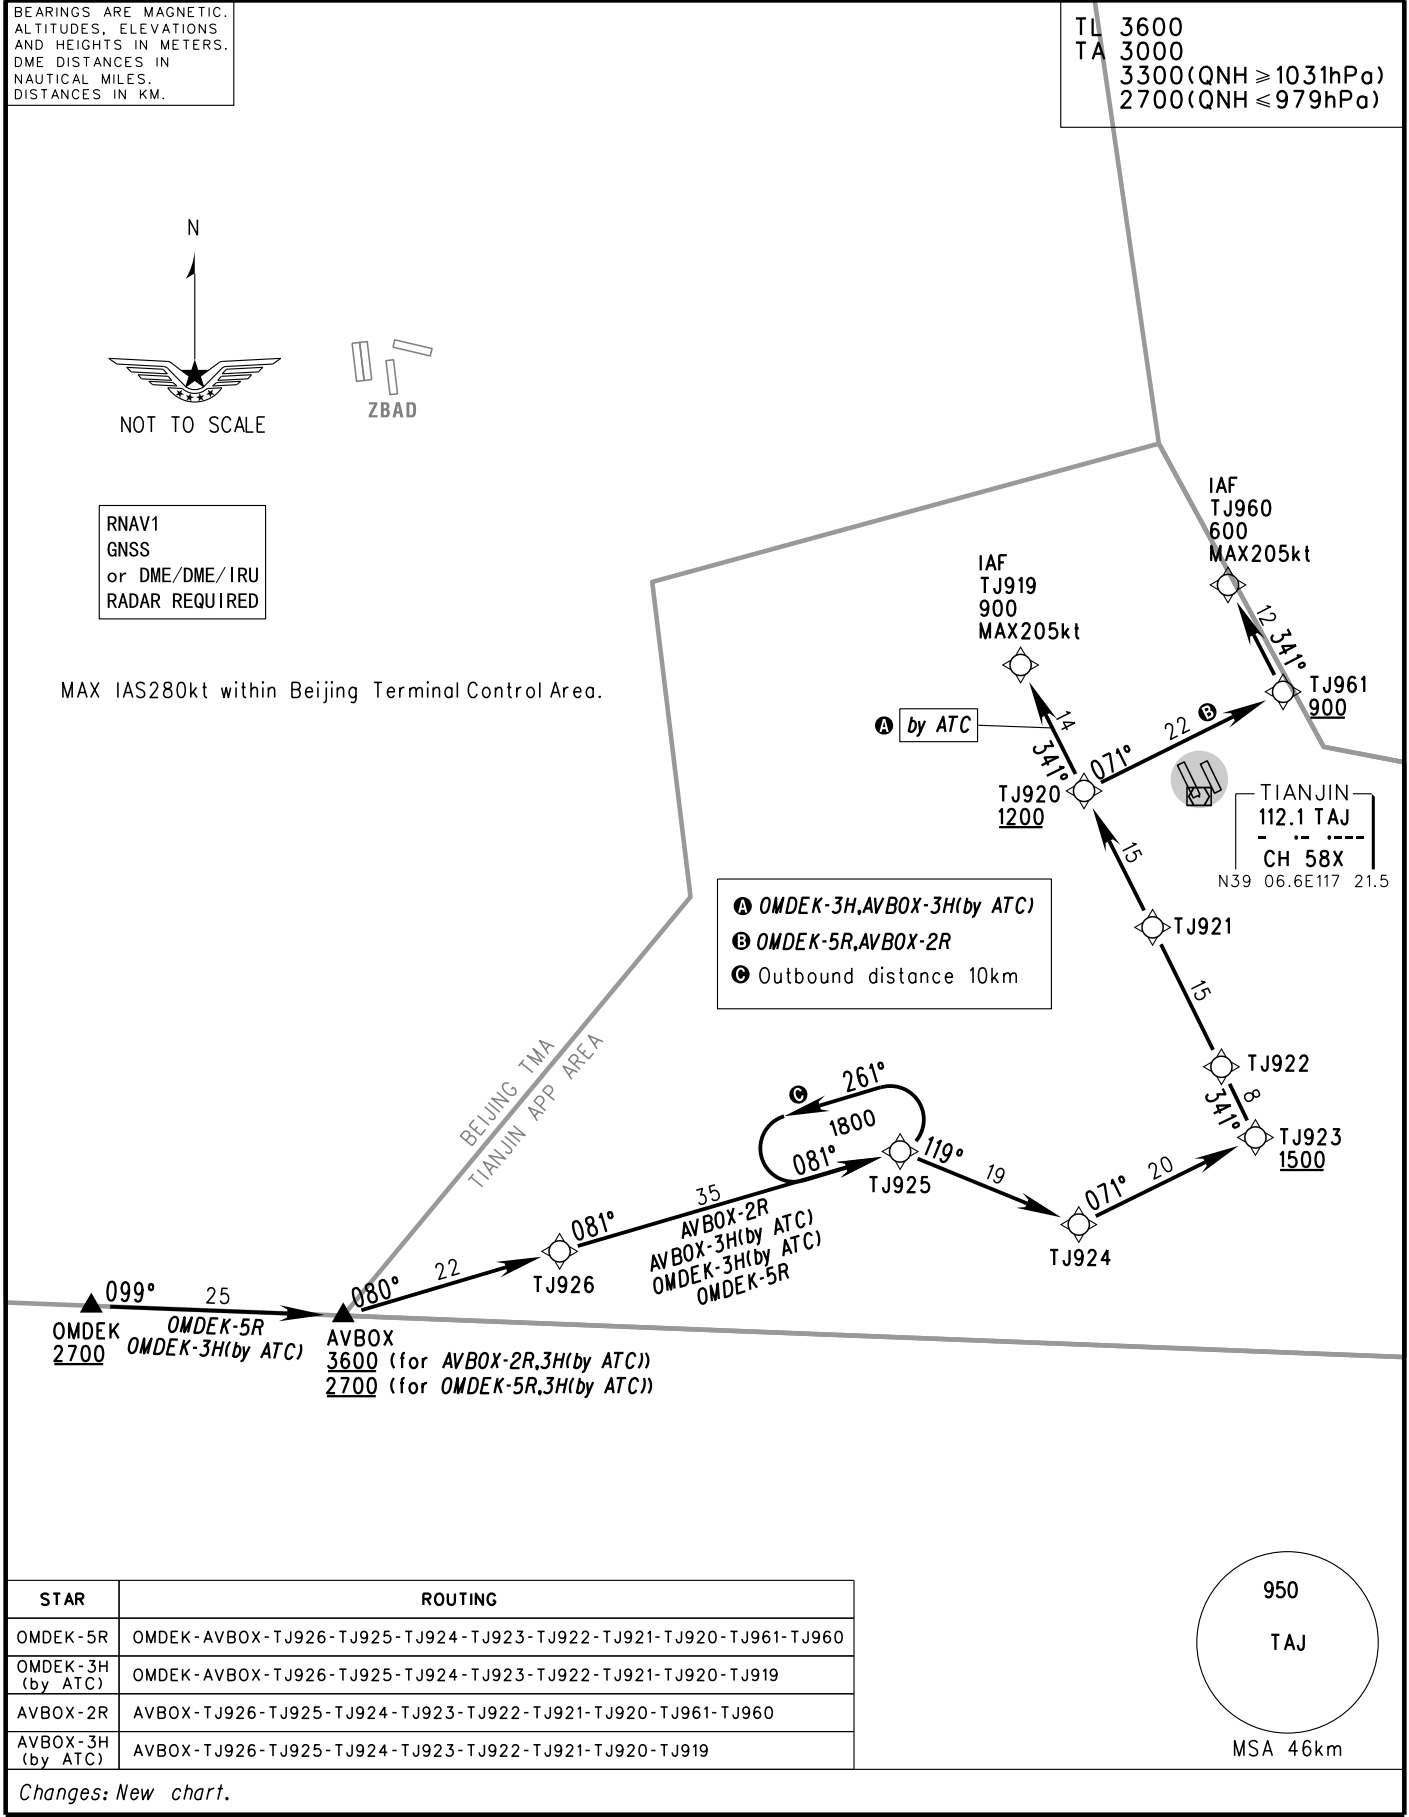 BEARINGS ARE MAGNETIC.
ALTITUDES, ELEVATIONS
AND HEIGHTS IN METERS.
DME DISTANCES IN
NAUTICAL MILES.
DISTANCES IN KM.
TL 3600
TA 3000
3300(QNH ≥ 1031hPa)
2700(QNH ≤ 979hPa)
N
NOT TO SCALE
ZBAD
RNAV1
GNSS
or DME/DME/IRU
RADAR REQUIRED
MAX IAS280kt within Beijing Terminal Control Area.
IAF
TJ960
600
MAX205kt
IAF
TJ919
900
MAX205kt
12
341°
TJ961
900
A by ATC
14
341°
22 B
071°
TJ920
1200
TIANJIN
112.1 TAJ
- .- .---
CH 58X
N39 06.6E117 21.5
15
A OMDEK-3H,AVBOX-3H(by ATC)
B OMDEK-5R,AVBOX-2R
C Outbound distance 10km
TJ921
15
TJ922
8
341°
TJ923
1500
BEIJING TMA
TIANJIN APP AREA
C 261°
1800
081°
TJ925
119°
19
071°
20
TJ924
35
081°
AVBOX-2R
AVBOX-3H(by ATC)
OMDEK-3H(by ATC)
OMDEK-5R
TJ926
22
080°
099°
25
OMDEK
2700
OMDEK-5R
OMDEK-3H(by ATC)
AVBOX
3600 (for AVBOX-2R,3H(by ATC))
2700 (for OMDEK-5R,3H(by ATC))
STAR ROUTING
OMDEK-5R OMDEK-AVBOX-TJ926-TJ925-TJ924-TJ923-TJ922-TJ921-TJ920-TJ961-TJ960
OMDEK-3H
(by ATC) OMDEK-AVBOX-TJ926-TJ925-TJ924-TJ923-TJ922-TJ921-TJ920-TJ919
AVBOX-2R AVBOX-TJ926-TJ925-TJ924-TJ923-TJ922-TJ921-TJ920-TJ961-TJ960
AVBOX-3H
(by ATC) AVBOX-TJ926-TJ925-TJ924-TJ923-TJ922-TJ921-TJ920-TJ919
950
TAJ
MSA 46km
Changes: New chart.